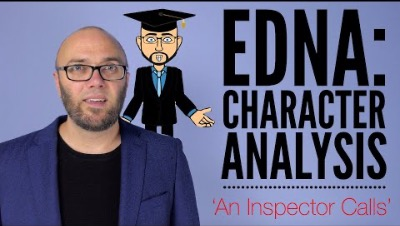 EDNA:
CHARACTER
ANALYSIS
'An Inspector Calls'